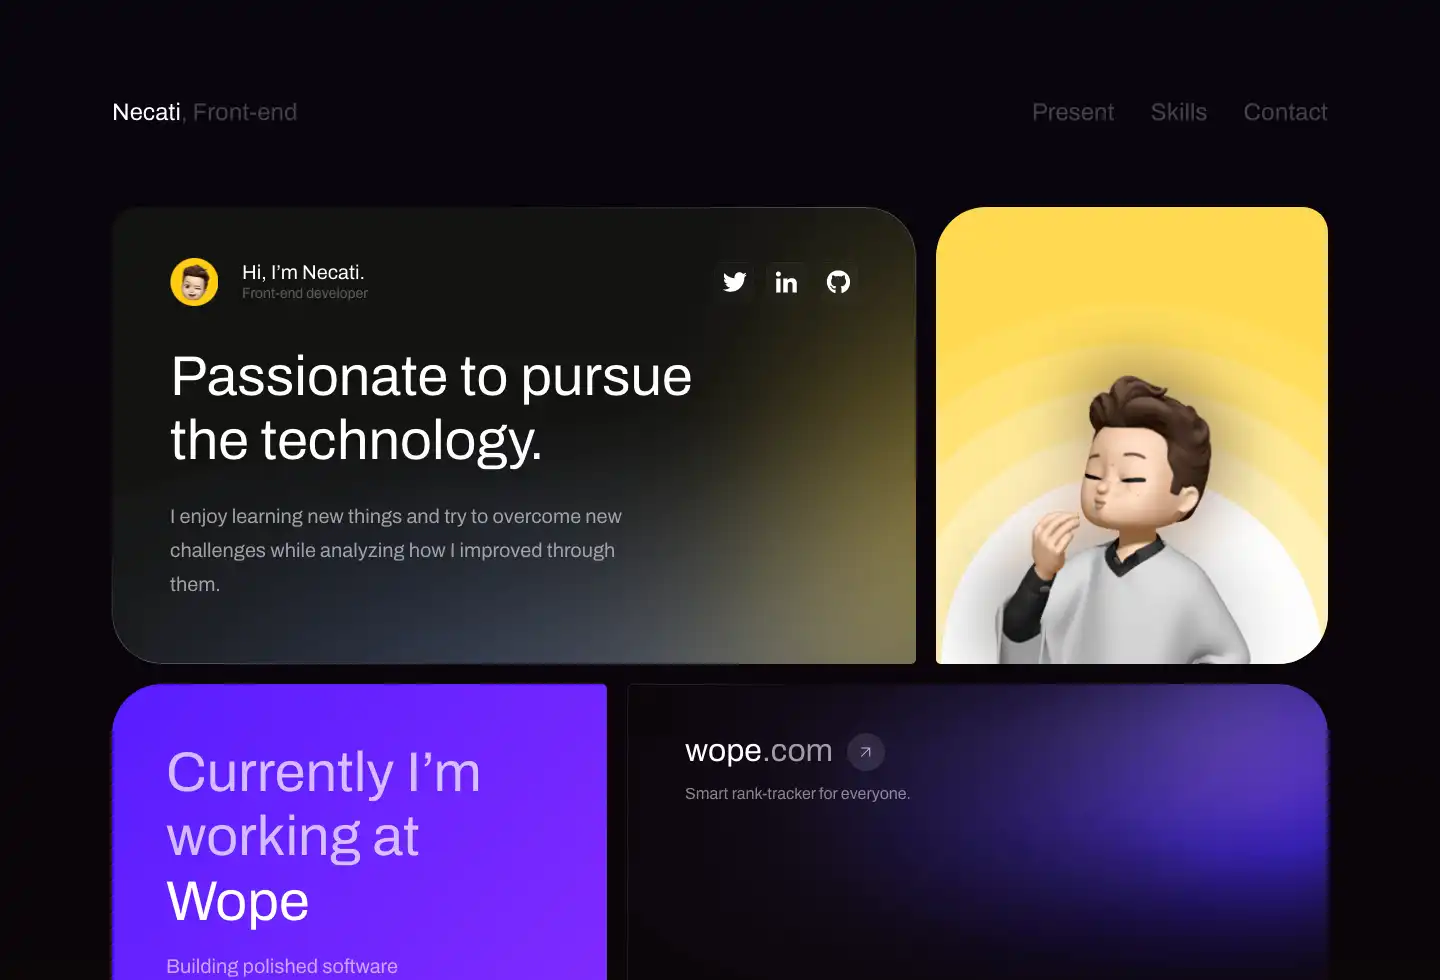 Necati, Front-end
Present Skills Contact
Hi, I'm Necati.
Front-end developer
Passionate to pursue
the technology.
I enjoy learning new things and try to overcome new
challenges while analyzing how I improved through
them.
Currently I’m
working at
Wope
Building polished software
wope.com
Smart rank-tracker for everyone.